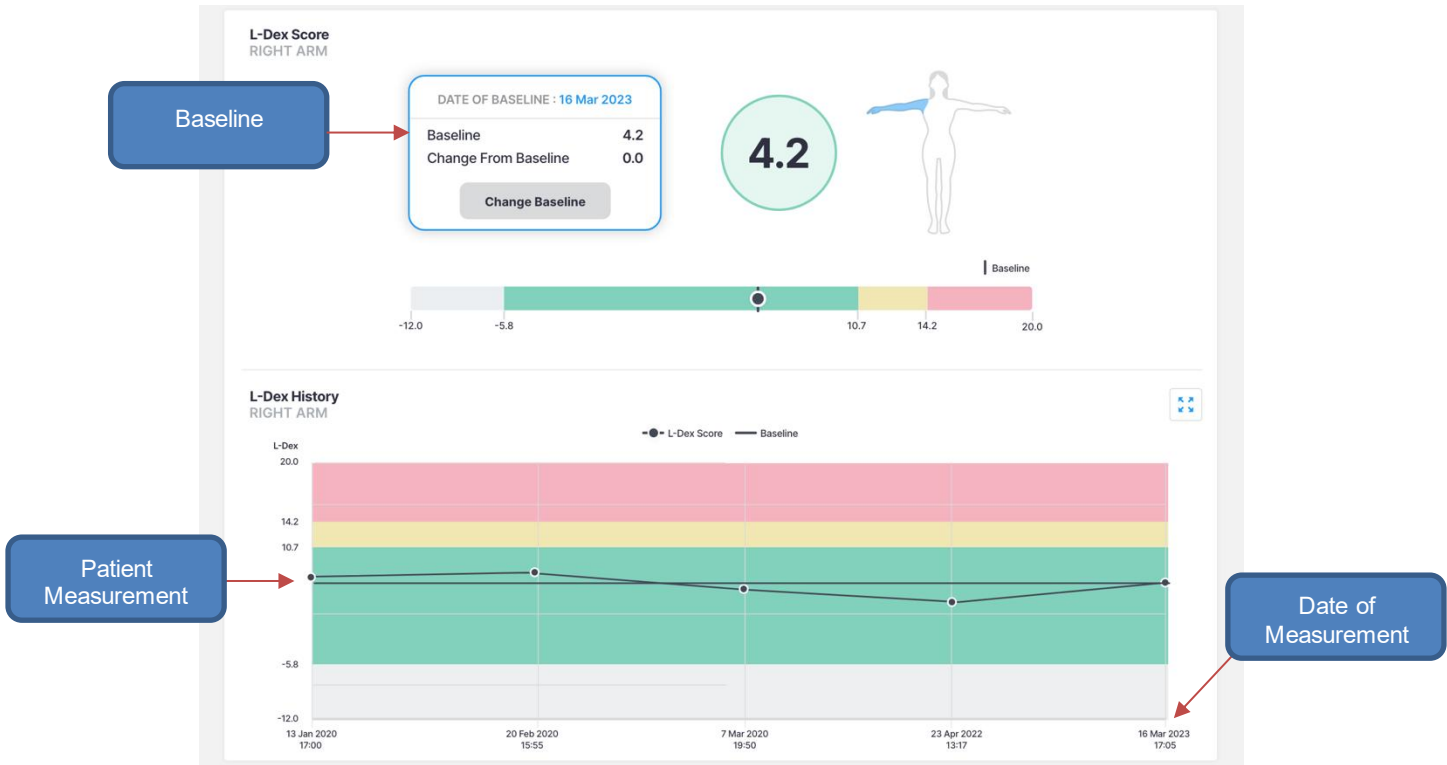 L-Dex Score
RIGHT ARM
Baseline
DATE OF BASELINE : 16 Mar 2023
Baseline 4.2
Change From Baseline 0.0
Change Baseline
4.2
Baseline
-12.0 -5.8 10.7 14.2 20.0
L-Dex History
RIGHT ARM
L-Dex Score Baseline
L-Dex
20.0
14.2
10.7
Patient
Measurement
Date of
Measurement
-5.8
-12.0
13 Jan 2020 20 Feb 2020 7 Mar 2020 23 Apr 2022 16 Mar 2023
17:00 15:55 19:50 13:17 17:05